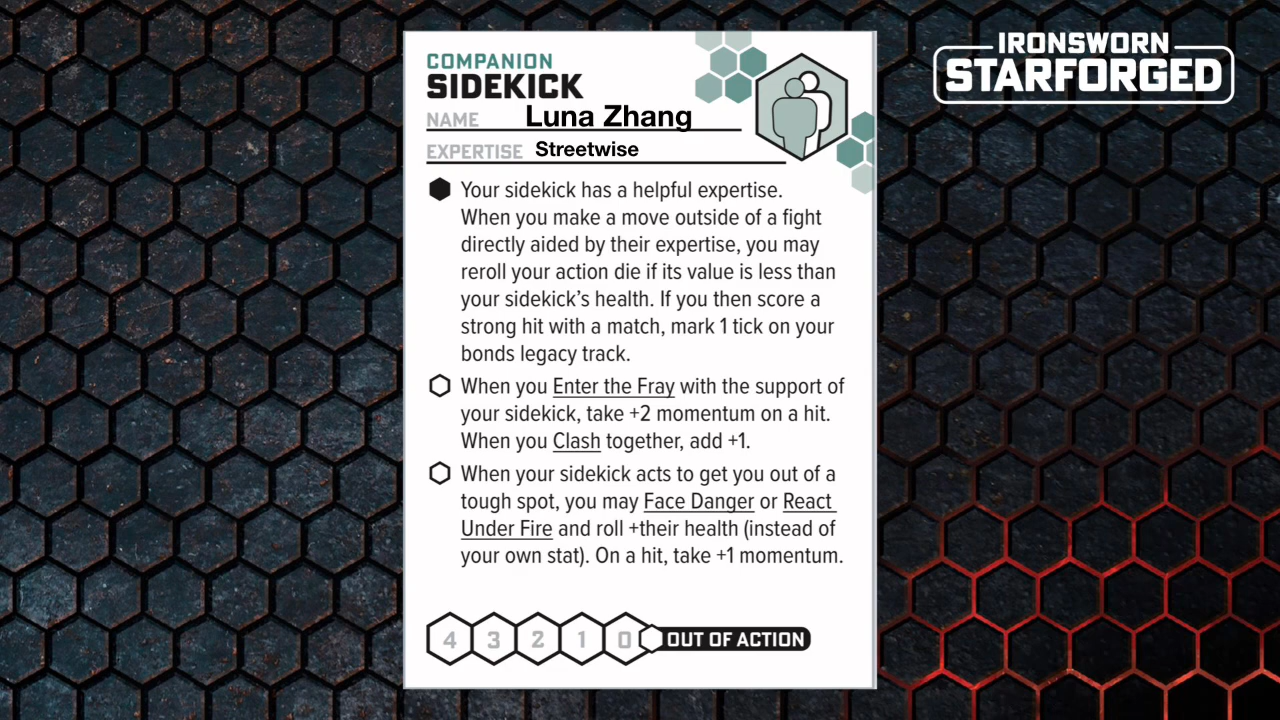 COMPANION
SIDEKICK
NAME Luna Zhang
EXPERTISE Streetwise
Your sidekick has a helpful expertise.
When you make a move outside of a fight
directly aided by their expertise, you may
reroll your action die if its value is less than
your sidekick's health. If you then score a
strong hit with a match, mark 1 tick on your
bonds legacy track.
When you Enter the Fray with the support of
your sidekick, take +2 momentum on a hit.
When you Clash together, add +1.
When your sidekick acts to get you out of a
tough spot, you may Face Danger or React
Under Fire and roll +their health (instead of
your own stat). On a hit, take +1 momentum.
4 3 2 1 0 OUT OF ACTION
IRONSWORN
STARFORGED